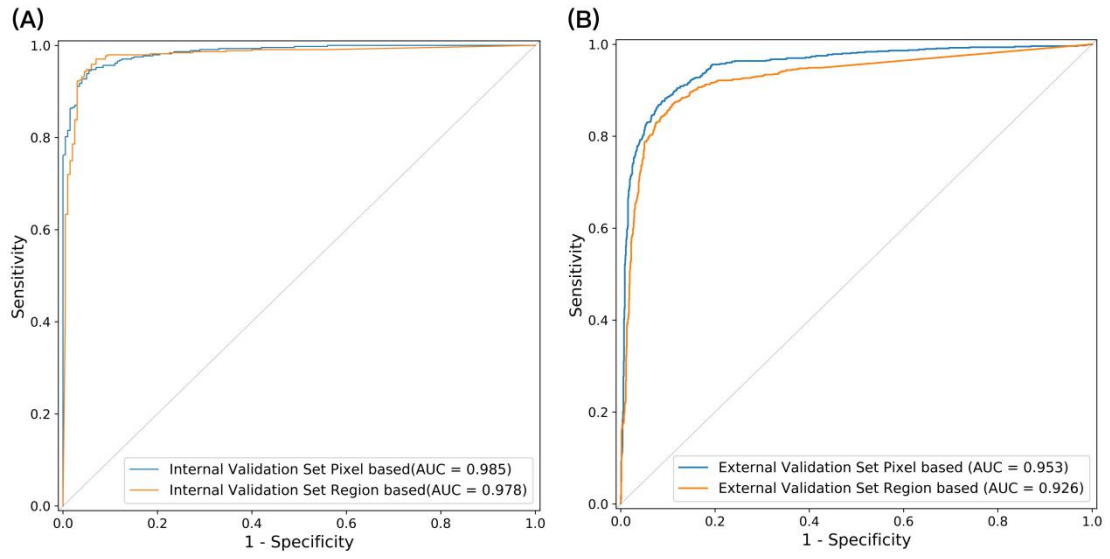 (A)
1.0
0.8
0.6
0.4
0.2
0.0
Sensitivity
Internal Validation Set Pixel based(AUC = 0.985)
Internal Validation Set Region based(AUC = 0.978)
0.0 0.2 0.4 0.6 0.8 1.0
1 - Specificity
(B)
1.0
0.8
0.6
0.4
0.2
0.0
Sensitivity
External Validation Set Pixel based (AUC = 0.953)
External Validation Set Region based (AUC = 0.926)
0.0 0.2 0.4 0.6 0.8 1.0
1 - Specificity